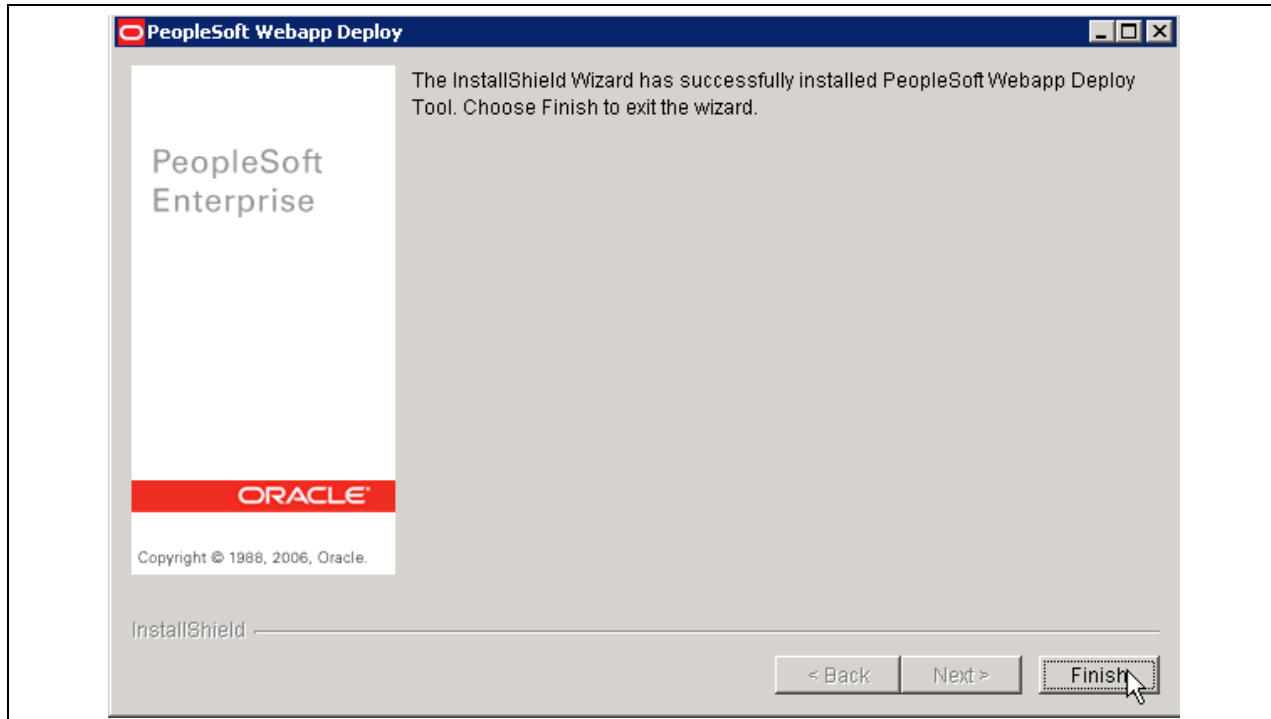 PeopleSoft Webapp Deploy
The InstallShield Wizard has successfully installed PeopleSoft Webapp Deploy
Tool. Choose Finish to exit the wizard.
PeopleSoft
Enterprise
ORACLE
Copyright © 1988, 2006, Oracle.
InstallShield
< Back Next > Finish